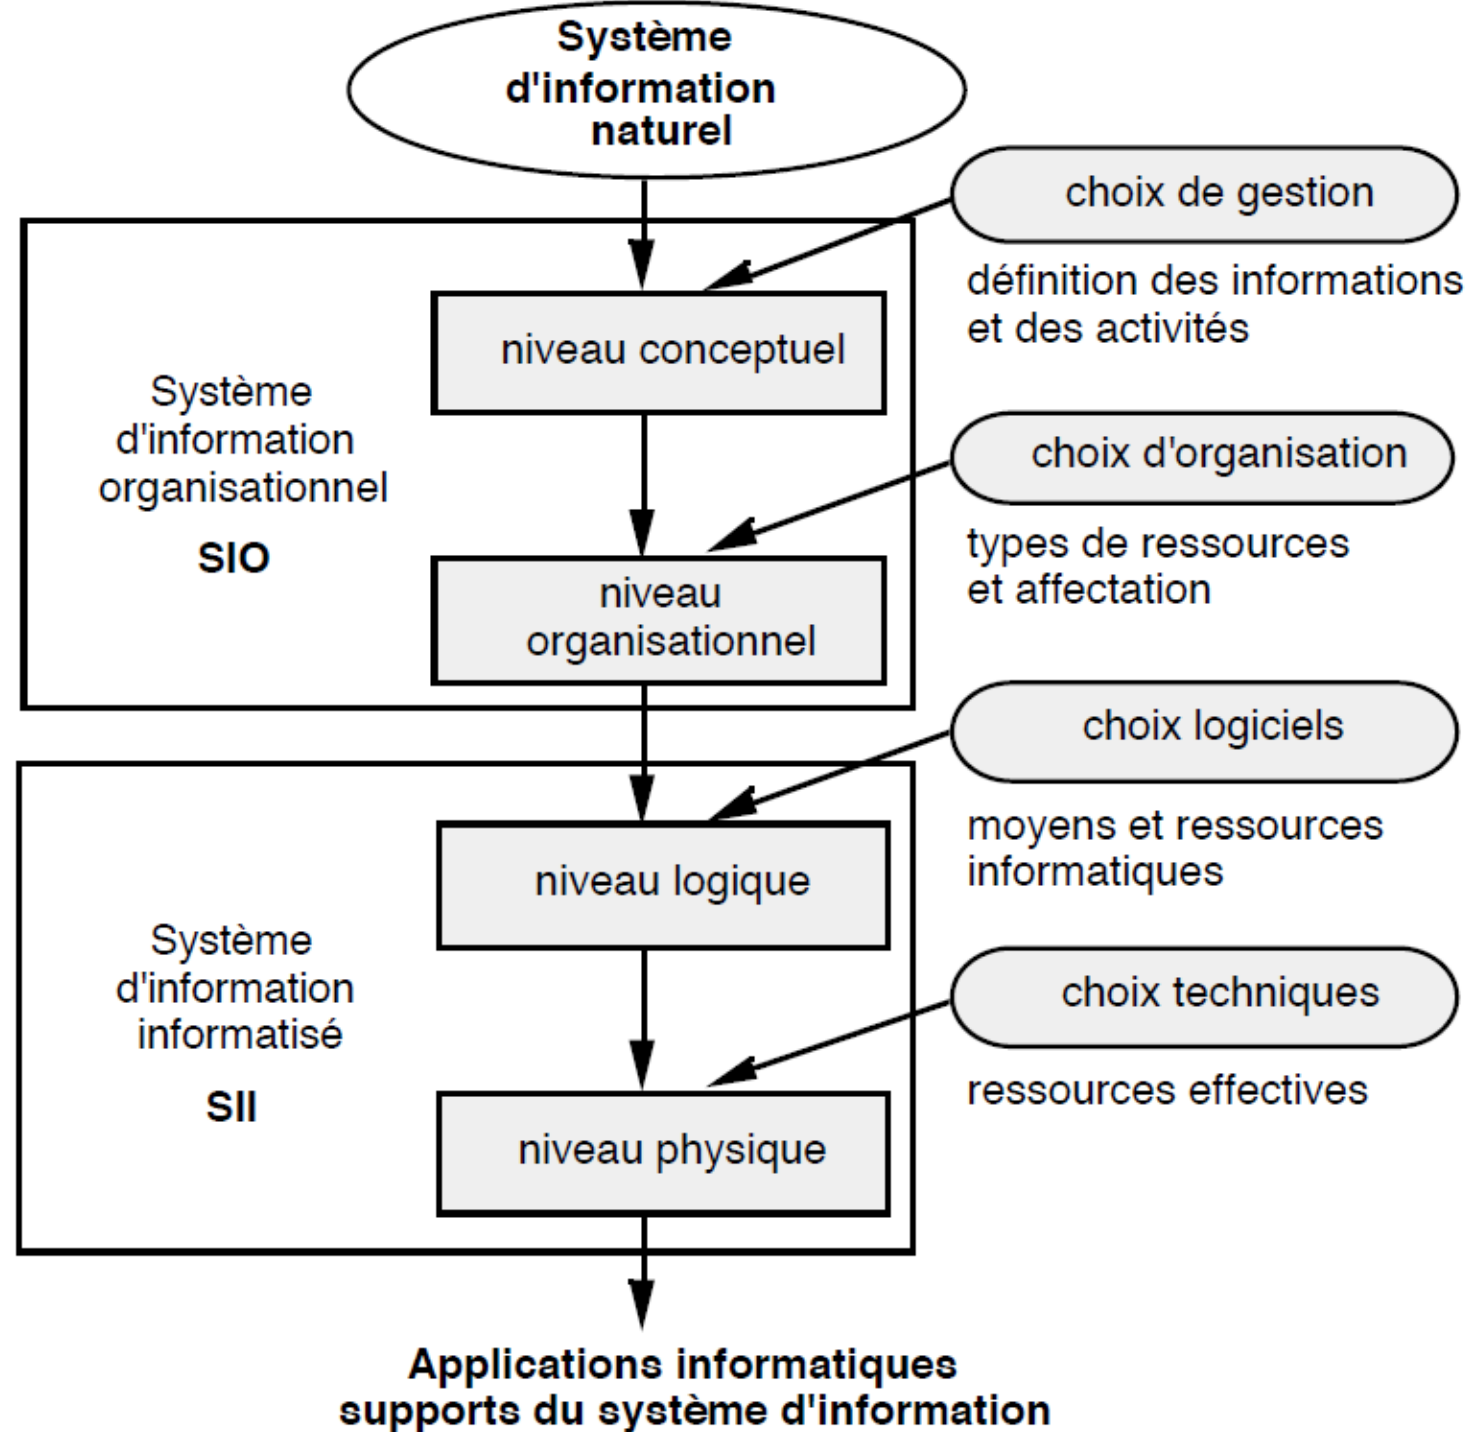 Système
d'information
naturel
choix de gestion
définition des informations
et des activités
niveau conceptuel
Système
d'information
organisationnel
SIO
choix d'organisation
types de ressources
et affectation
niveau
organisationnel
choix logiciels
moyens et ressources
informatiques
niveau logique
Système
d'information
informatisé
SII
choix techniques
ressources effectives
niveau physique
Applications informatiques
supports du système d'information